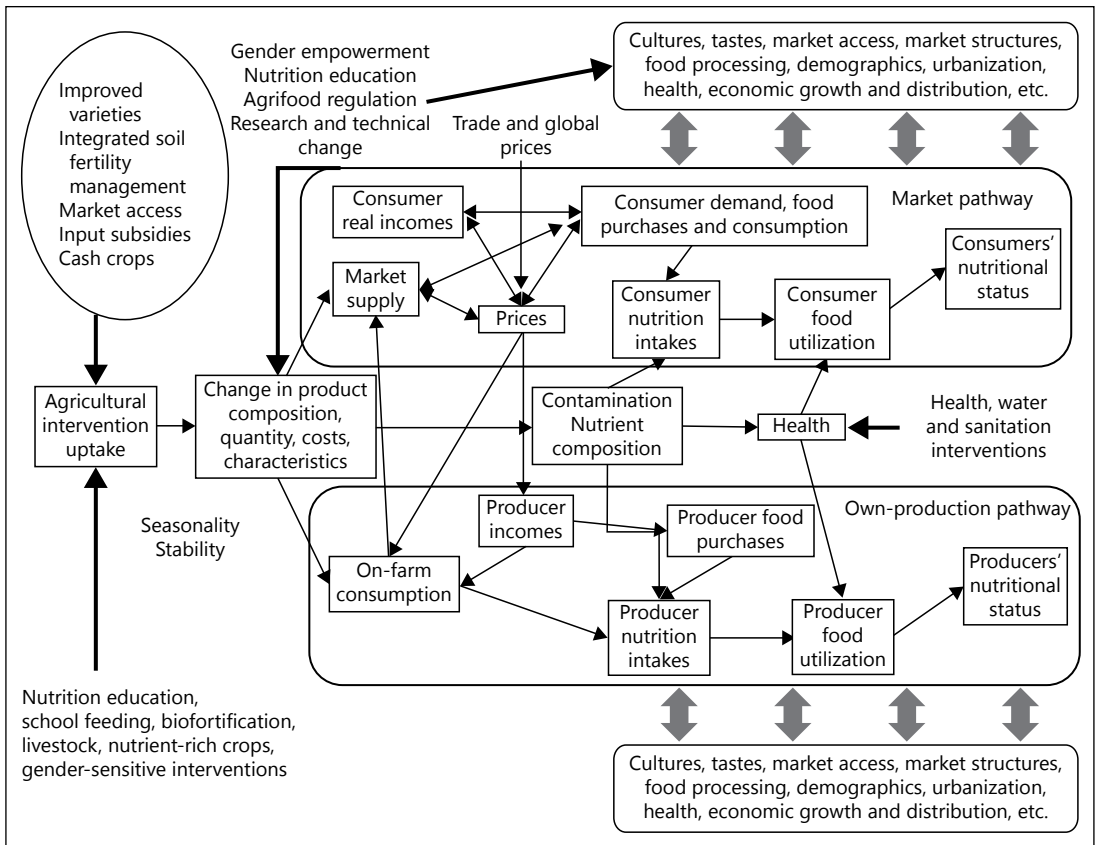 Improved
varieties
Integrated soil
fertility
management
Market access
Input subsidies
Cash crops
Gender empowerment
Nutrition education
Agrifood regulation
Research and technical
change
Trade and global
prices
Cultures, tastes, market access, market structures,
food processing, demographics, urbanization,
health, economic growth and distribution, etc.
Market pathway
Consumer
real incomes
Consumer demand, food
purchases and consumption
Consumers’
nutritional
status
Market
supply
Prices
Consumer
nutrition
intakes
Consumer
food
utilization
Agricultural
intervention
uptake
Change in product
composition,
quantity, costs,
characteristics
Contamination
Nutrient
composition
Health
Health, water
and sanitation
interventions
Seasonality
Stability
Own-production pathway
Producer
incomes
Producer food
purchases
On-farm
consumption
Producers’
nutritional
status
Producer
nutrition
intakes
Producer
food
utilization
Nutrition education,
school feeding, biofortification,
livestock, nutrient-rich crops,
gender-sensitive interventions
Cultures, tastes, market access, market structures,
food processing, demographics, urbanization,
health, economic growth and distribution, etc.